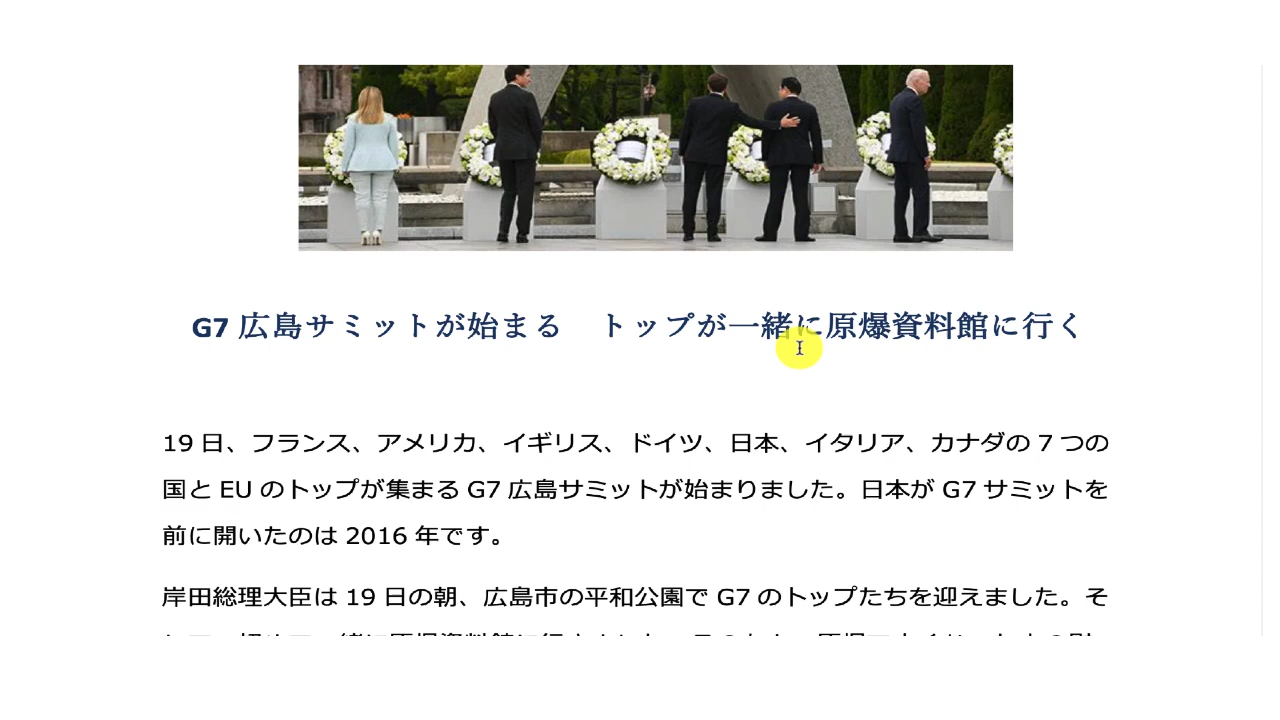 G7 広島サミットが始まる　トップが一緒に原爆資料館に行く
19 日、フランス、アメリカ、イギリス、ドイツ、日本、イタリア、カナダの 7 つの
国と EU のトップが集まる G7 広島サミットが始まりました。日本が G7 サミットを
前に開いたのは 2016 年です。
岸田総理大臣は 19 日の朝、広島市の平和公園で G7 のトップたちを迎えました。そ